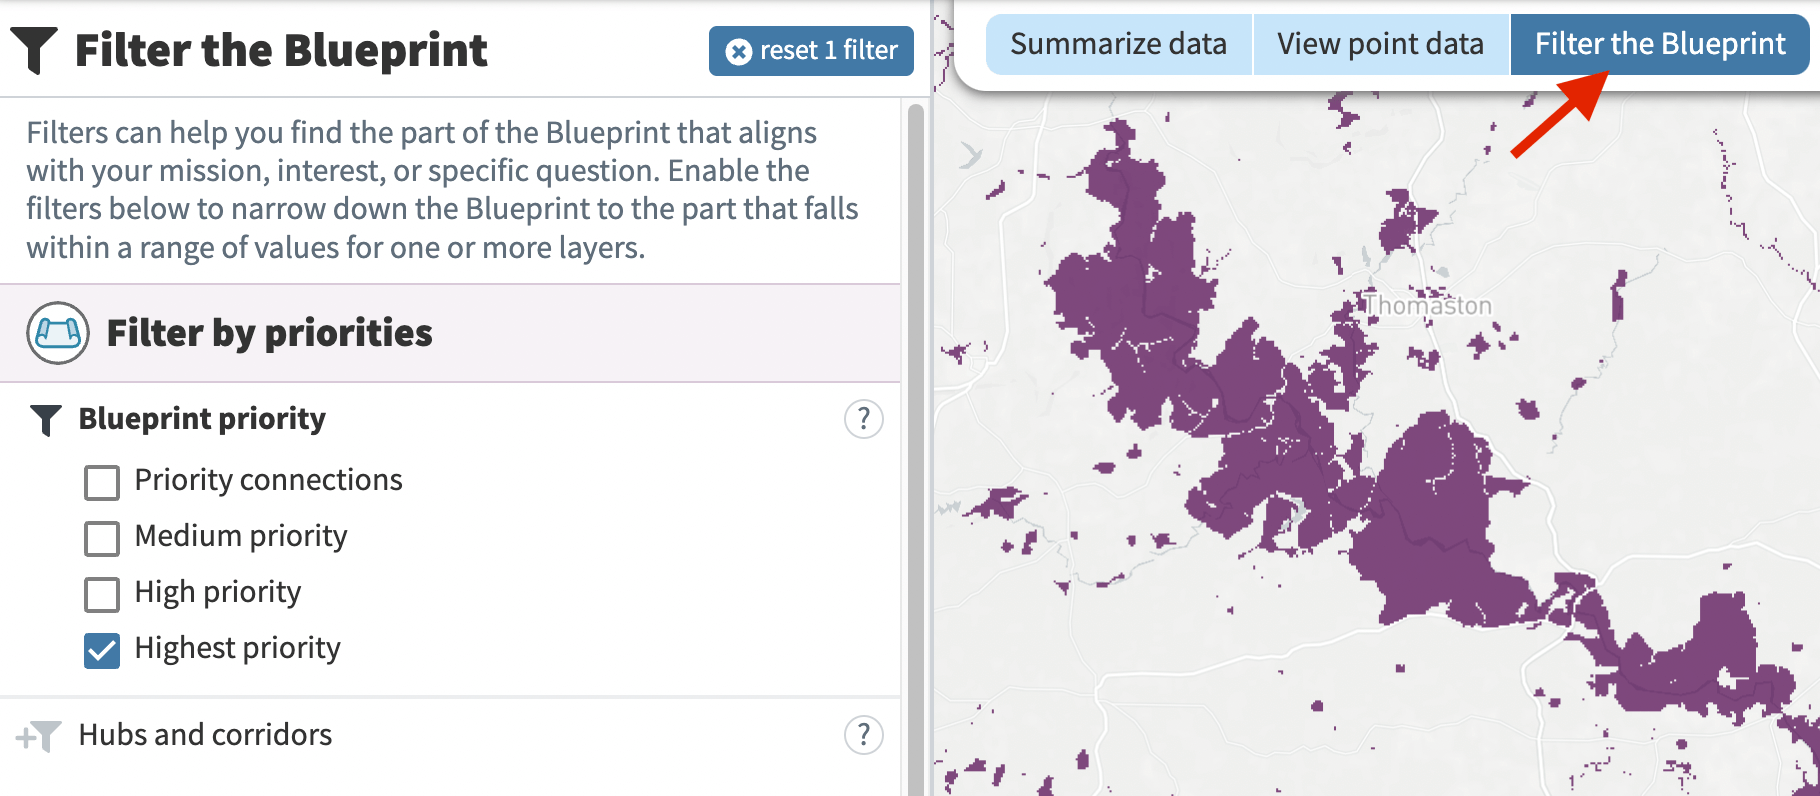 Filter the Blueprint
reset 1 filter
Filters can help you find the part of the Blueprint that aligns
with your mission, interest, or specific question. Enable the
filters below to narrow down the Blueprint to the part that falls
within a range of values for one or more layers.
Filter by priorities
Blueprint priority
?
Priority connections
Medium priority
High priority
Highest priority
Hubs and corridors
?
Summarize data
View point data
Filter the Blueprint
Thomaston